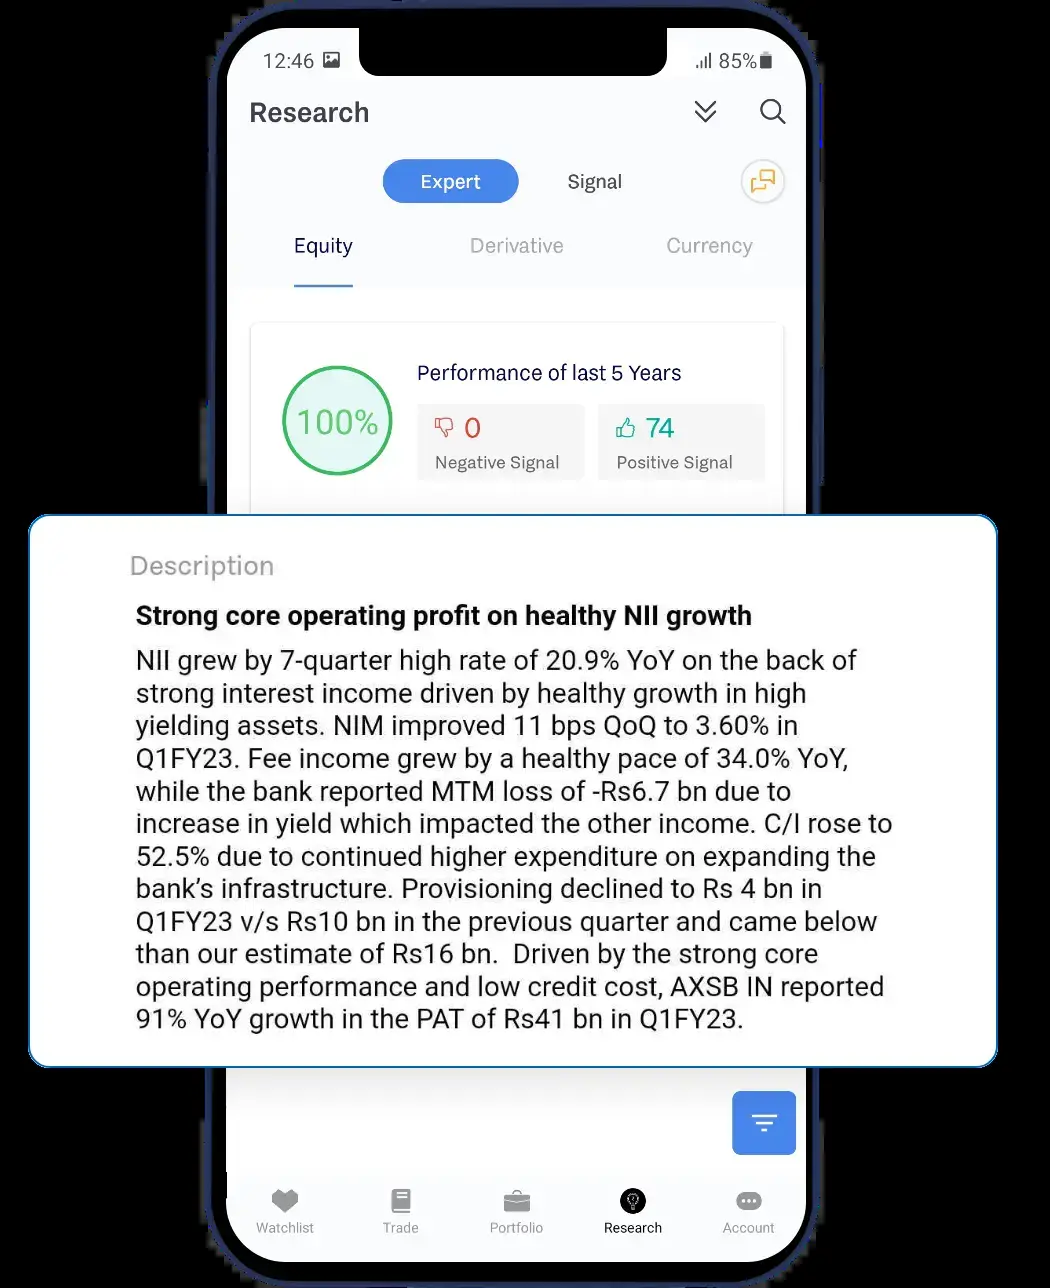 12:46 85%
Research
Expert Signal
Equity Derivative Currency
Performance of last 5 Years
100%
0 74
Negative Signal Positive Signal
Description
Strong core operating profit on healthy NII growth
NII grew by 7-quarter high rate of 20.9% YoY on the back of
strong interest income driven by healthy growth in high
yielding assets. NIM improved 11 bps QoQ to 3.60% in
Q1FY23. Fee income grew by a healthy pace of 34.0% YoY,
while the bank reported MTM loss of -Rs6.7 bn due to
increase in yield which impacted the other income. C/I rose to
52.5% due to continued higher expenditure on expanding the
bank's infrastructure. Provisioning declined to Rs 4 bn in
Q1FY23 v/s Rs10 bn in the previous quarter and came below
than our estimate of Rs16 bn.  Driven by the strong core
operating performance and low credit cost, AXSB IN reported
91% YoY growth in the PAT of Rs41 bn in Q1FY23.
Watchlist Trade Portfolio Research Account